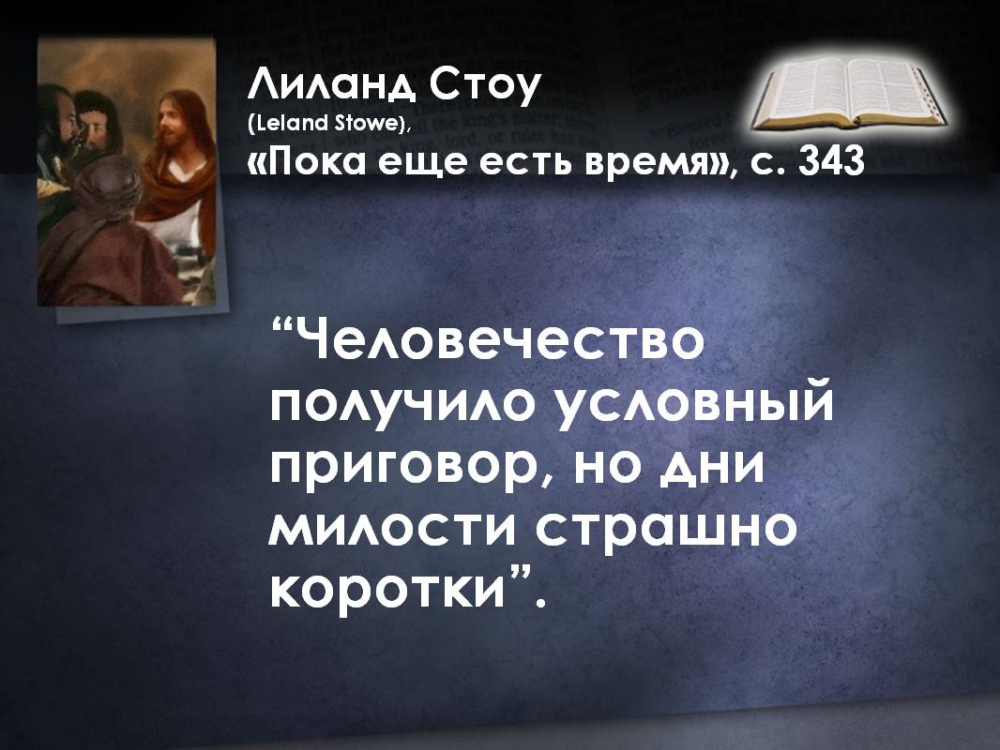 Лиланд Стоу
(Leland Stowe),
«Пока еще есть время», с. 343
“Человечество
получило условный
приговор, но дни
милости страшно
коротки”.